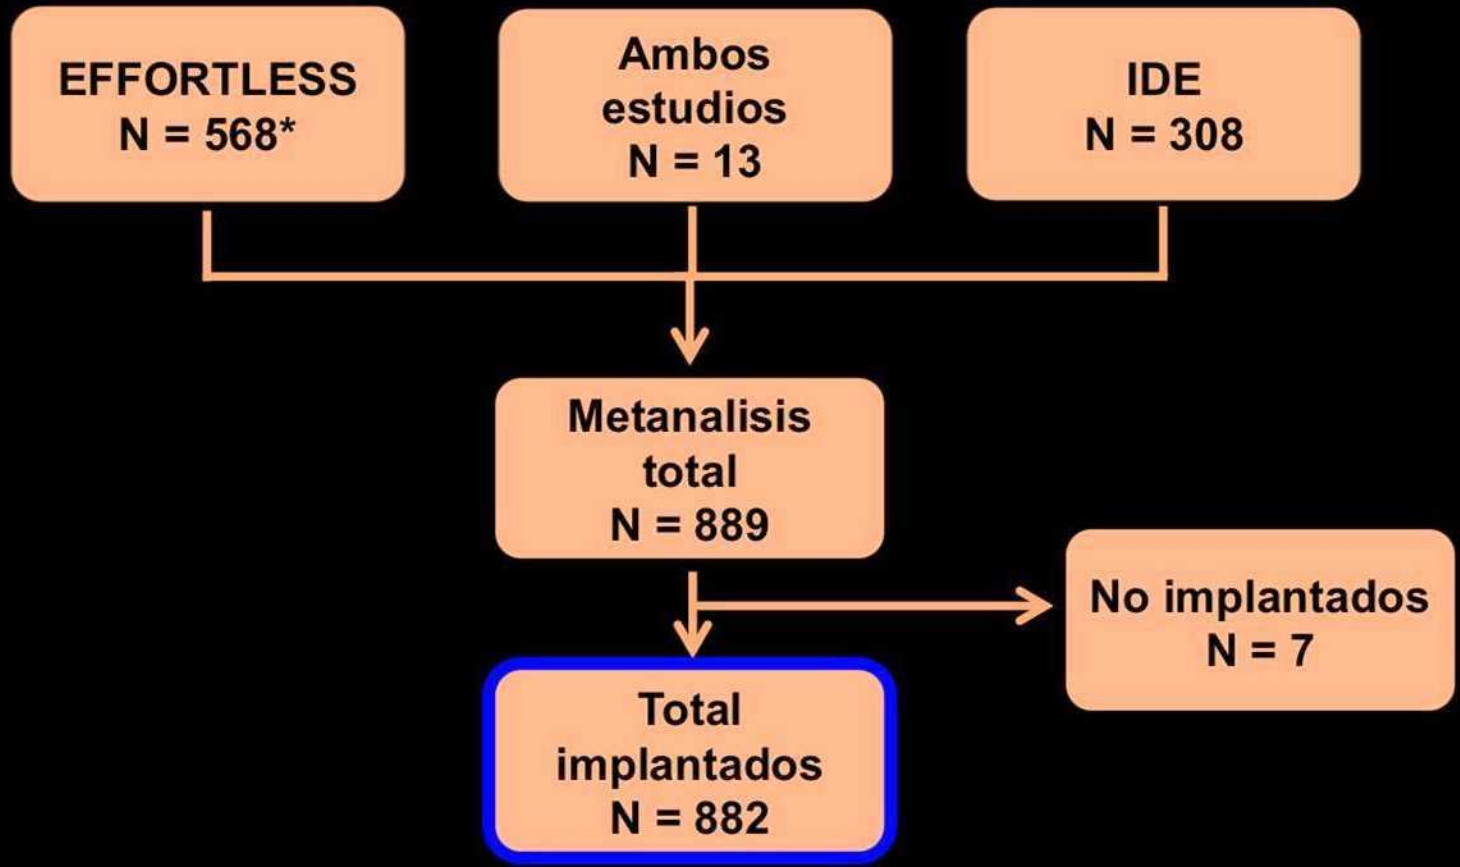 EFFORTLESS
N = 568*
Ambos
estudios
N = 13
IDE
N = 308
Metanalisis
total
N = 889
No implantados
N = 7
Total
implantados
N = 882